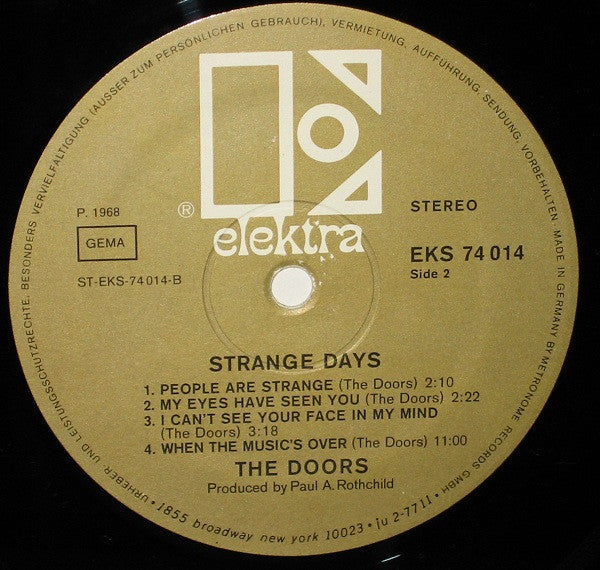 URHEBER UND LEISTUNGSSCHUTZRECHTE. BESONDERS VERVIELFÄLTIGUNG (AUSSER ZUM PERSÖNLICHEN GEBRAUCH), VERMIETUNG, AUFFÜHRUNG, SENDUNG, VORBEHALTEN MADE IN GERMANY BY METRONOME RECORDS GMBH
®
elektra
P. 1968
GEMA
ST-EKS-74014-B
STEREO
EKS 74 014
Side 2
STRANGE DAYS
1. PEOPLE ARE STRANGE (The Doors) 2:10
2. MY EYES HAVE SEEN YOU (The Doors) 2:22
3. I CAN'T SEE YOUR FACE IN MY MIND
(The Doors) 3:18
4. WHEN THE MUSIC'S OVER (The Doors) 11:00
THE DOORS
Produced by Paul A. Rothchild
• 1855 broadway new york 10023 • ju 2-7711 •